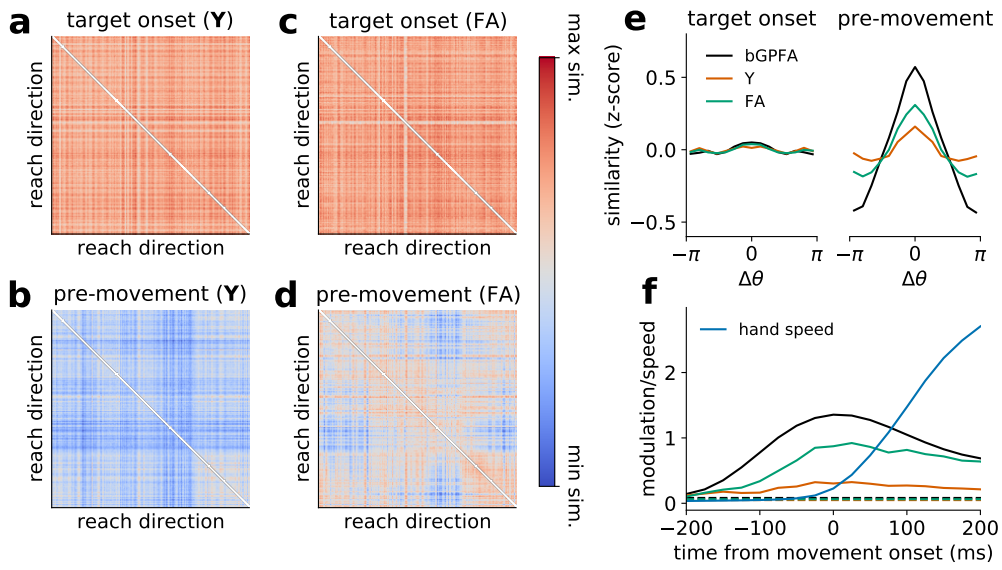 a
target onset (Y)
reach direction
reach direction
c
target onset (FA)
reach direction
max sim.
min sim.
b
pre-movement (Y)
reach direction
reach direction
d
pre-movement (FA)
reach direction
reach direction
e
target onset
pre-movement
bGPFA
Y
FA
similarity (z-score)
0.5
0.0
−0.5
−π 0 π
Δθ
−π 0 π
Δθ
f
hand speed
modulation/speed
2
1
0
−200 −100 0 100 200
time from movement onset (ms)